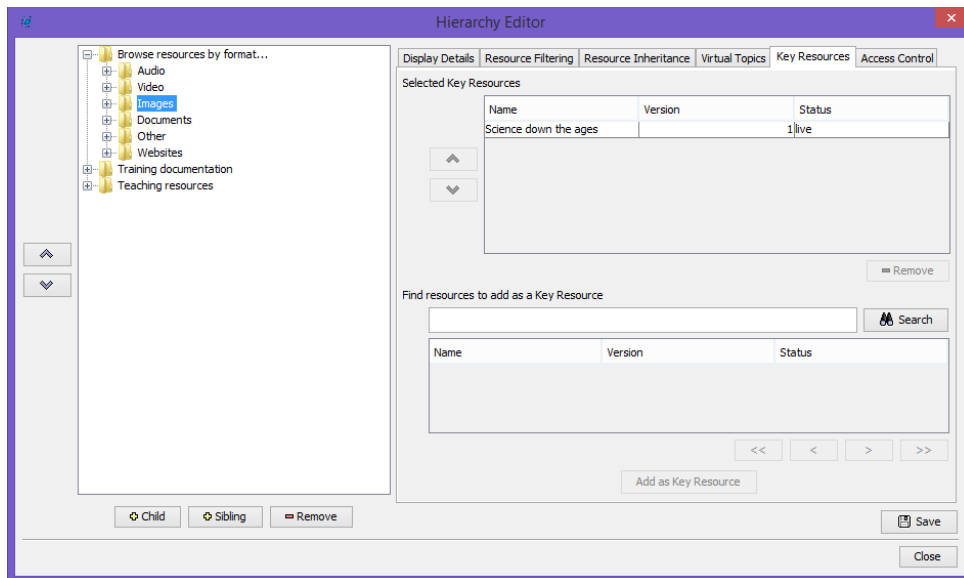 Hierarchy Editor
Browse resources by format...
Audio
Video
Images
Documents
Other
Websites
Training documentation
Teaching resources
Child
Sibling
Remove
Display Details Resource Filtering Resource Inheritance Virtual Topics Key Resources Access Control
Selected Key Resources
Name Version Status
Science down the ages 1 live
Remove
Find resources to add as a Key Resource
Search
Name Version Status
<< < > >>
Add as Key Resource
Save
Close